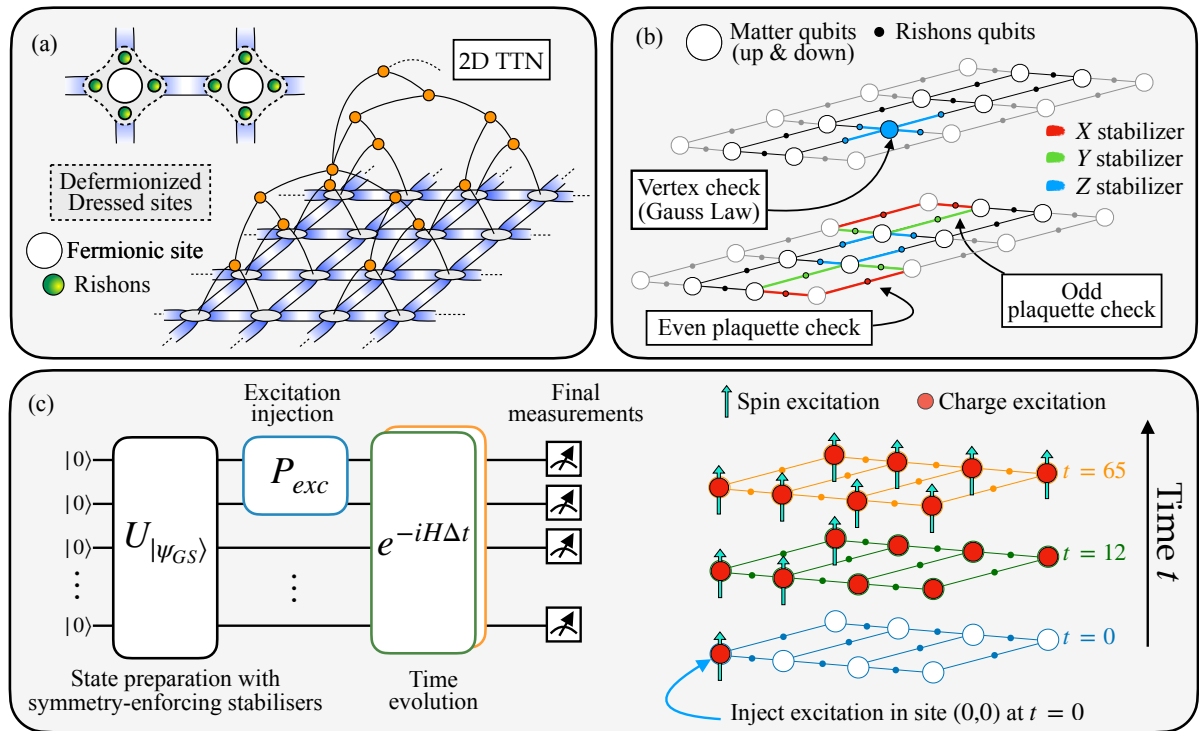 (a)
2D TTN
Defermionized
Dressed sites
Fermionic site
Rishons
(b)
Matter qubits
(up & down)
Rishons qubits
X stabilizer
Y stabilizer
Z stabilizer
Vertex check
(Gauss Law)
Odd
plaquette check
Even plaquette check
(c)
Excitation
injection
Final
measurements
|0⟩
|0⟩
|0⟩
|0⟩
U|ψGS⟩
Pexc
e−iHΔt
State preparation with
symmetry-enforcing stabilisers
Time
evolution
Spin excitation
Charge excitation
t = 65
t = 12
t = 0
Time t
Inject excitation in site (0,0) at t = 0